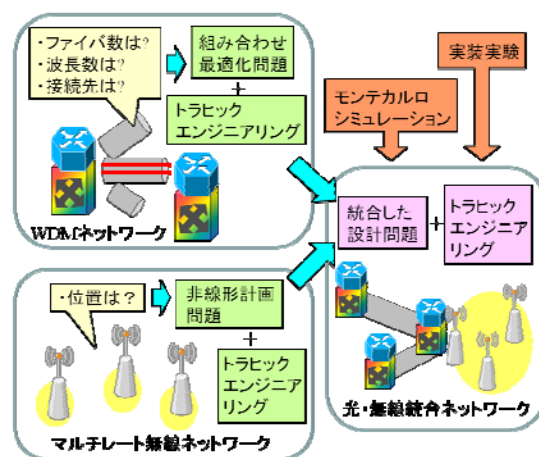 ・ファイバ数は?
・波長数は?
・接続先は?
組み合わせ
最適化問題
+
トラヒック
エンジニアリング
WDMネットワーク
実装実験
モンテカルロ
シミュレーション
統合した
設計問題
+
トラヒック
エンジニア
リング
光・無線統合ネットワーク
・位置は？
非線形計画
問題
+
トラヒック
エンジニア
リング
マルチレート無線ネットワーク